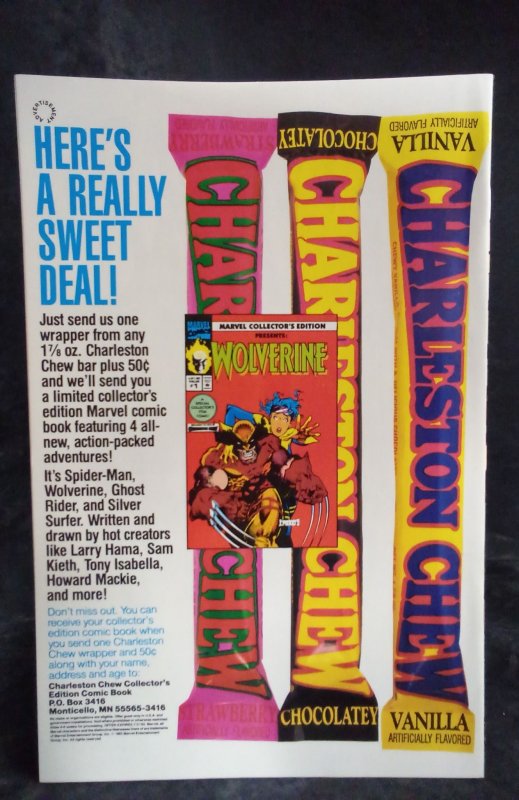 ADVERTISEMENT
HERE'S
A REALLY
SWEET
DEAL!
Just send us one
wrapper from any
1⅞ oz. Charleston
Chew bar plus 50¢
and we'll send you
a limited collector's
edition Marvel comic
book featuring 4 all-
new, action-packed
adventures!
It's Spider-Man,
Wolverine, Ghost
Rider, and Silver
Surfer. Written and
drawn by hot creators
like Larry Hama, Sam
Kieth, Tony Isabella,
Howard Mackie,
and more!
Don't miss out. You can
receive your collector's
edition comic book when
you send one Charleston
Chew wrapper and 50¢
along with your name,
address and age to:
Charleston Chew Collector's
Edition Comic Book
P.O. Box 3416
Monticello, MN 55565-3416
STRAWBERRY
CHARLESTON CHEW
STRAWBERRY
CHOCOLATEY
CHARLESTON CHEW
CHOCOLATEY
VANILLA
ARTIFICIALLY FLAVORED
CHARLESTON CHEW
VANILLA
ARTIFICIALLY FLAVORED
MARVEL
MARVEL COLLECTOR'S EDITION
PRESENTS:
WOLVERINE
#1